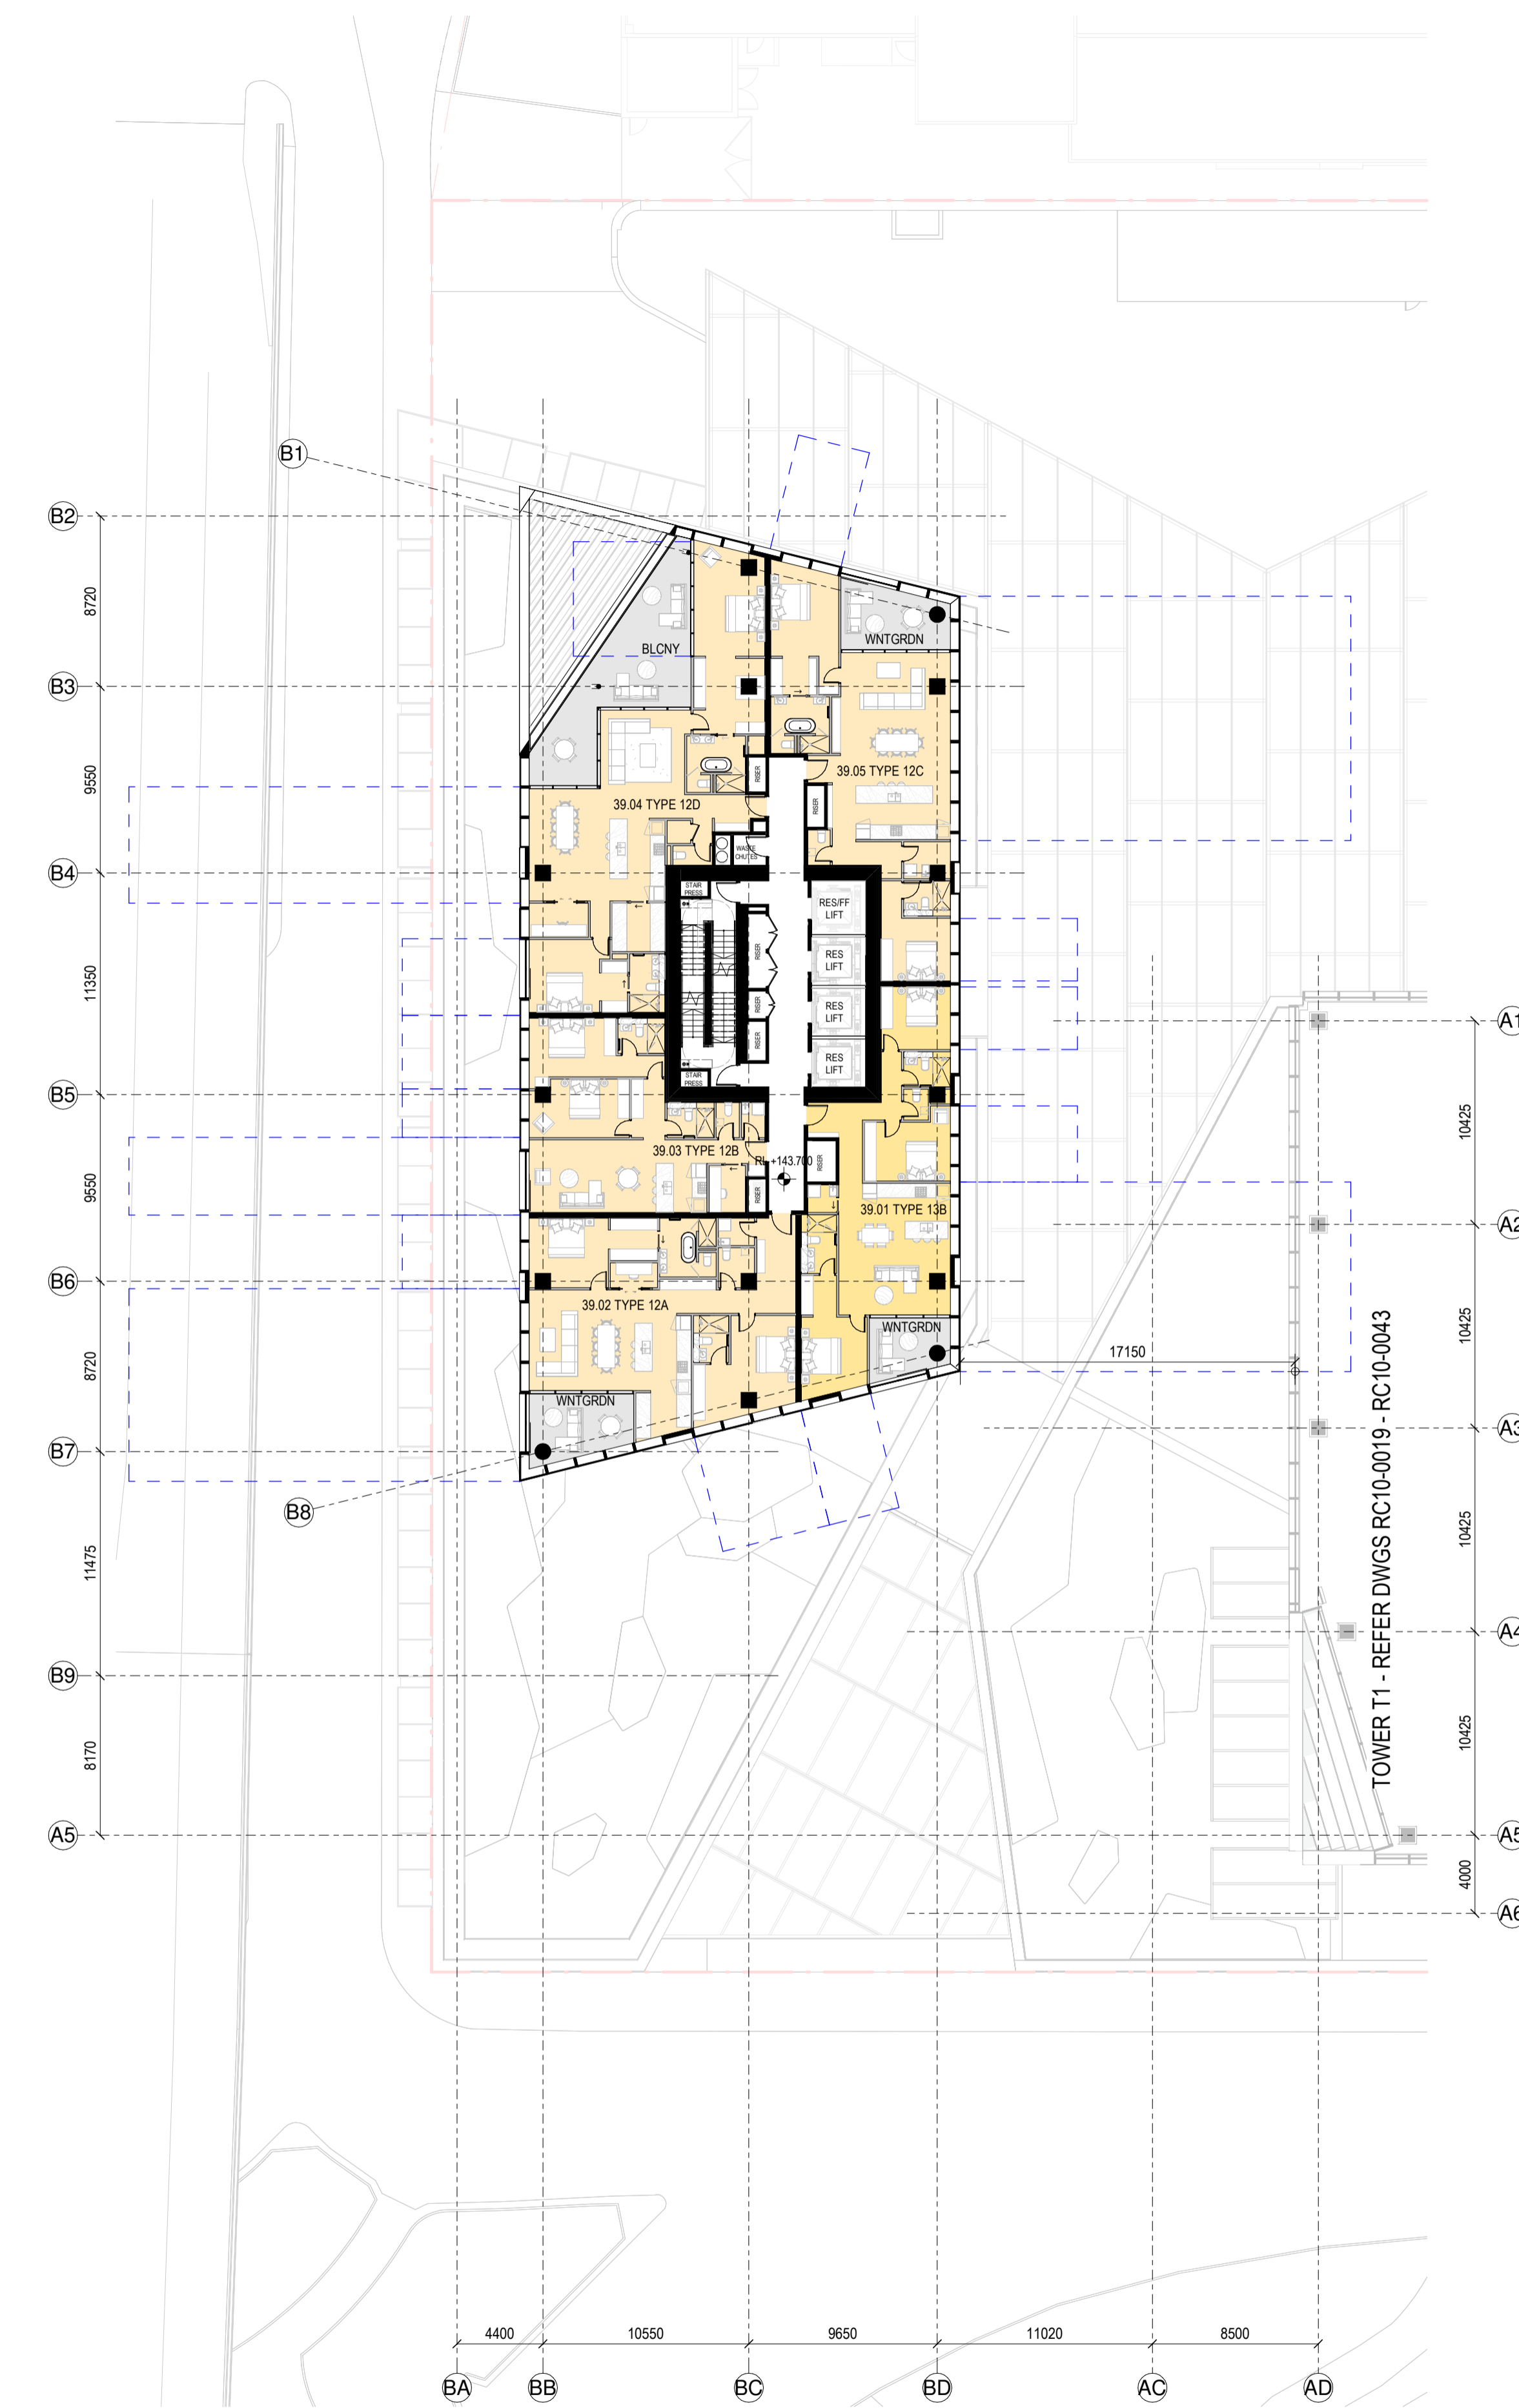 B1
B2
8720
BLCNY
WNTGRDN
B3
9550
RISER
39.05 TYPE 12C
39.04 TYPE 12D
RISER
WASTE
CHUTES
B4
STAIR
PRESS
RES/FF
LIFT
RISER
RES
LIFT
11350
RISER
RES
LIFT
A1
RISER
RES
LIFT
STAIR
PRESS
B5
10425
39.03 TYPE 12B
RL +143.700
RISER
9550
RISER
39.01 TYPE 13B
A2
B6
39.02 TYPE 12A
WNTGRDN
10425
17150
8720
WNTGRDN
A3
B7
B8
TOWER T1 - REFER DWGS RC10-0019 - RC10-0043
10425
11475
A4
B9
10425
8170
A5
A5
4000
A6
4400
10550
9650
11020
8500
BA
BB
BC
BD
AC
AD